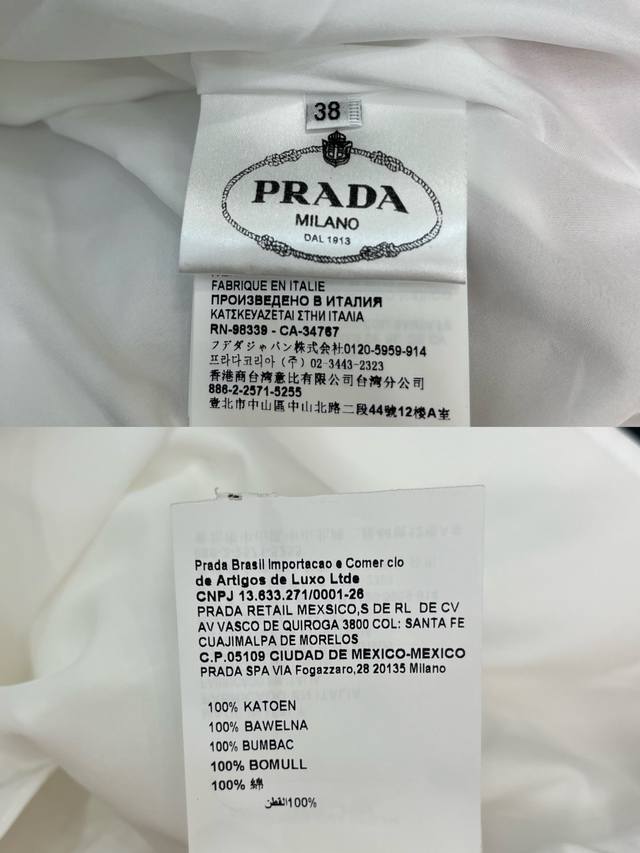 38
PRADA
MILANO
DAL 1913
FABRIQUE EN ITALIE
ПРОИЗВЕДЕНО В ИТАЛИЯ
ΚΑΤΣΚΕΥΑΖΕΤΑΙ ΣΤΗΝ ΙΤΑΛΙΑ
RN-98339 - CA-34767
フデダジャパン株式会社0120-5959-914
프라다코리아 (주) 02-3443-2323
香港商台灣意比有限公司台灣分公司
886-2-2571-5255
臺北市中山區中山北路二段44號12楼A室
Prada Brasil Importacao e Comer cio
de Artigos de Luxo Ltde
CNPJ 13.633.271/0001-26
PRADA RETAIL MEXSICO,S DE RL DE CV
AV VASCO DE QUIROGA 3800 COL: SANTA FE
CUAJIMALPA DE MORELOS
C.P.05109 CIUDAD DE MEXICO-MEXICO
PRADA SPA VIA Fogazzaro,28 20135 Milano
100% KATOEN
100% BAWELNA
100% BUMBAC
100% BOMULL
100% 綿
100%القطن